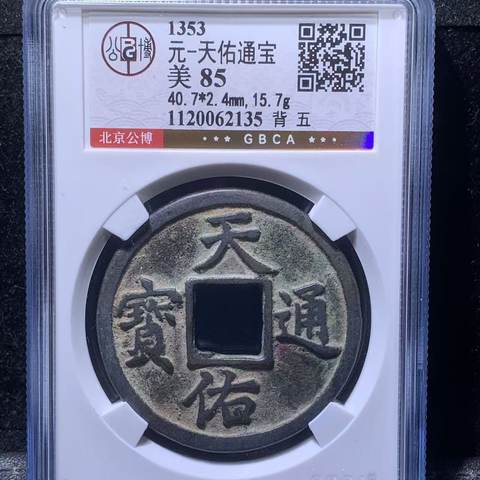 1353
元-天佑通宝
美 85
40.7*2.4mm,15.7g
1120062135 背 五
北京公博 ··★ GBCA ★··
天
寶 通
佑